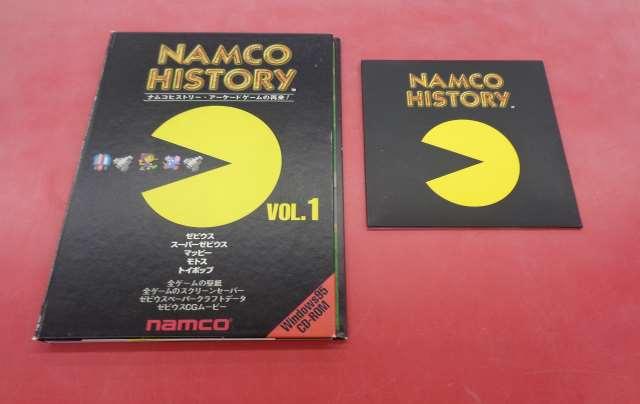 NAMCO
HISTORY
TM
ナムコヒストリー・アーケードゲームの再来!
VOL.1
ゼビウス
スーパーゼビウス
マッピー
モトス
トイポップ
全ゲームの壁紙
全ゲームのスクリーンセーバー
ゼビウスペーパークラフトデータ
ゼビウスCGムービー
namco
Windows95
CD-ROM
NAMCO
HISTORY
TM